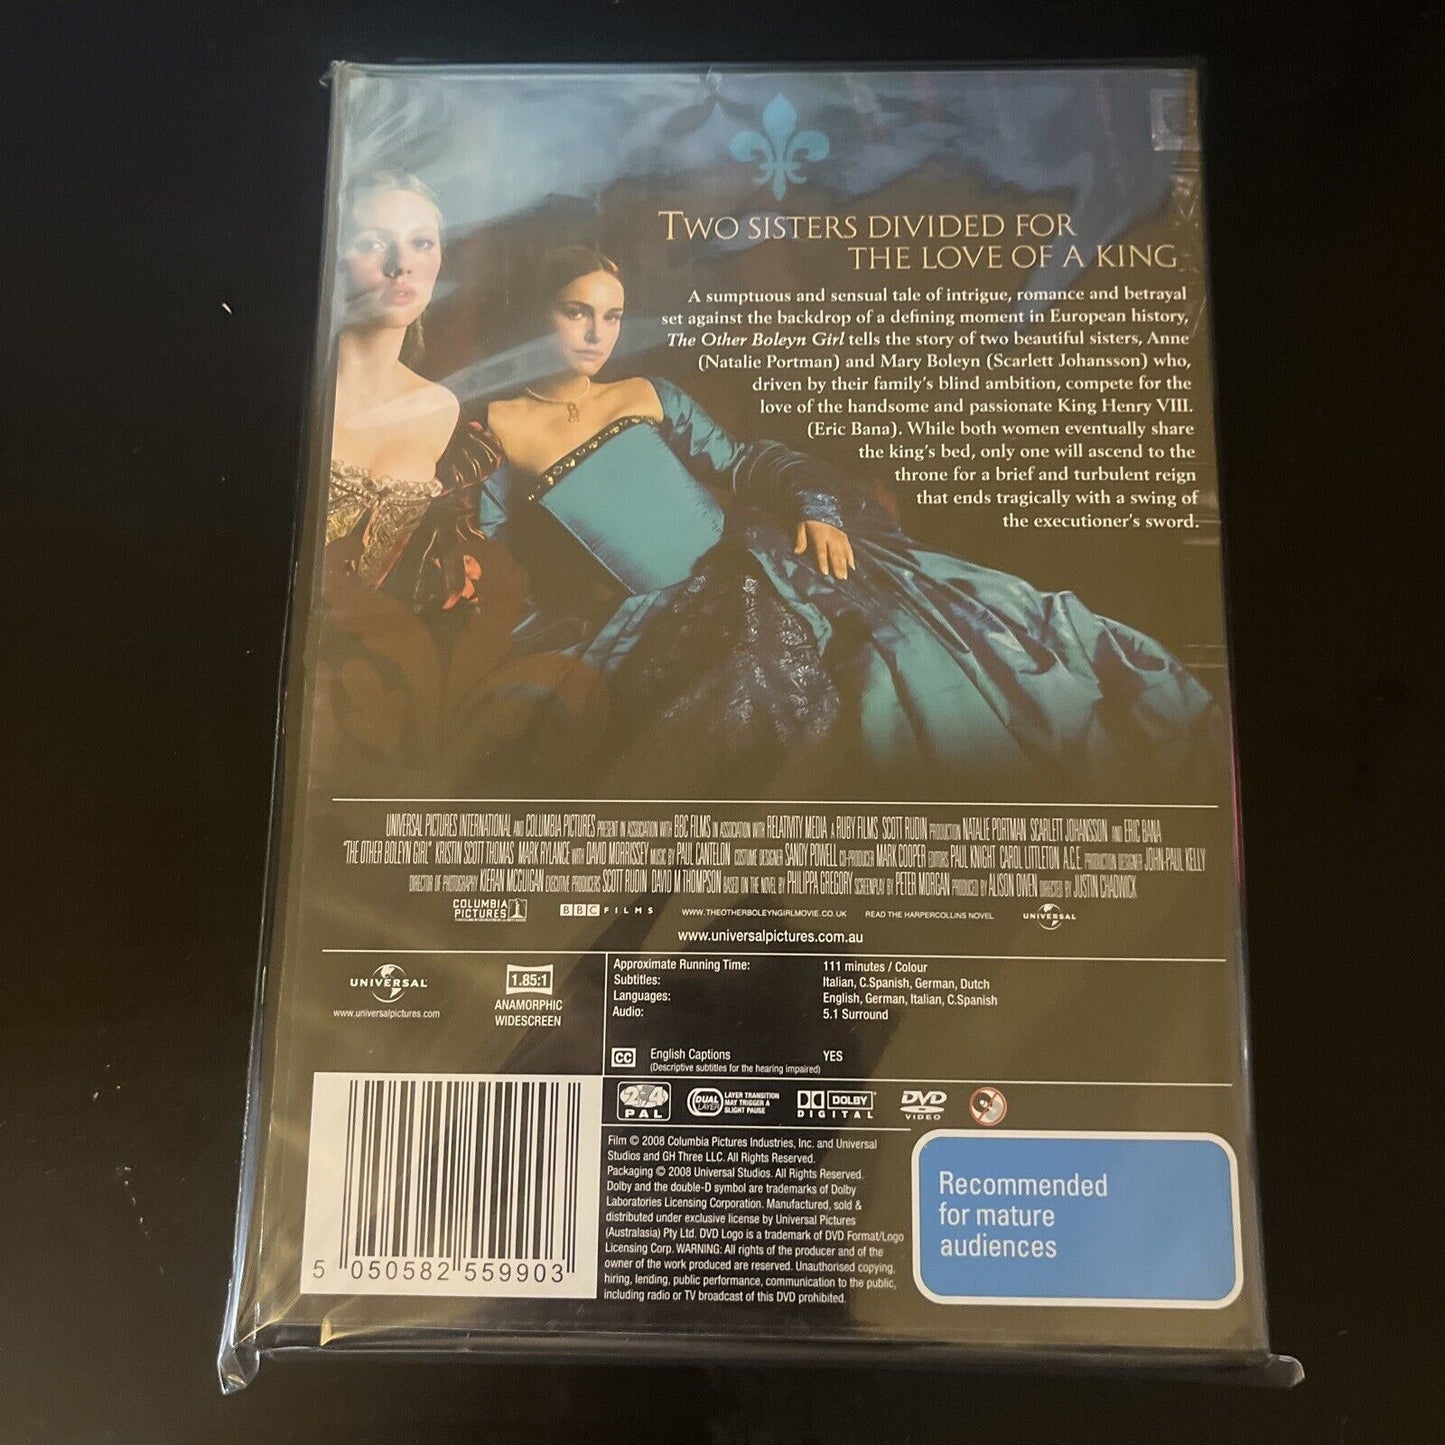 TWO SISTERS DIVIDED FOR
THE LOVE OF A KING
A sumptuous and sensual tale of intrigue, romance and betrayal
set against the backdrop of a defining moment in European history,
The Other Boleyn Girl tells the story of two beautiful sisters, Anne
(Natalie Portman) and Mary Boleyn (Scarlett Johansson) who,
driven by their family's blind ambition, compete for the
love of the handsome and passionate King Henry VIII.
(Eric Bana). While both women eventually share
the king's bed, only one will ascend to the
throne for a brief and turbulent reign
that ends tragically with a swing of
the executioner's sword.
UNIVERSAL PICTURES INTERNATIONAL AND COLUMBIA PICTURES PRESENT IN ASSOCIATION WITH BBC FILMS IN ASSOCIATION WITH RELATIVITY MEDIA A RUBY FILMS SCOTT RUDIN PRODUCTION NATALIE PORTMAN SCARLETT JOHANSSON AND ERIC BANA
"THE OTHER BOLEYN GIRL" KRISTIN SCOTT THOMAS MARK RYLANCE WITH DAVID MORRISSEY MUSIC BY PAUL CANTELON COSTUME DESIGNER SANDY POWELL CO-PRODUCER MARK COOPER EDITORS PAUL KNIGHT CAROL LITTLETON A.C.E. PRODUCTION DESIGNER JOHN-PAUL KELLY
DIRECTOR OF PHOTOGRAPHY KIERAN MCGUIGAN EXECUTIVE PRODUCERS SCOTT RUDIN DAVID M THOMPSON BASED ON THE NOVEL BY PHILIPPA GREGORY SCREENPLAY BY PETER MORGAN PRODUCED BY ALISON OWEN DIRECTED BY JUSTIN CHADWICK
COLUMBIA PICTURES BBC FILMS WWW.THEOTHERBOLEYNGIRLMOVIE.CO.UK READ THE HARPERCOLLINS NOVEL UNIVERSAL
www.universalpictures.com.au
UNIVERSAL
www.universalpictures.com
1.85:1
ANAMORPHIC
WIDESCREEN
Approximate Running Time: 111 minutes / Colour
Subtitles: Italian, C.Spanish, German, Dutch
Languages: English, German, Italian, C.Spanish
Audio: 5.1 Surround
CC English Captions YES
(Descriptive subtitles for the hearing impaired)
2 4 PAL
DUAL LAYER
LAYER TRANSITION
MAY TRIGGER A
SLIGHT PAUSE
DOLBY
DIGITAL
DVD
VIDEO
5 050582 559903
Film © 2008 Columbia Pictures Industries, Inc. and Universal
Studios and GH Three LLC. All Rights Reserved.
Packaging © 2008 Universal Studios. All Rights Reserved.
Dolby and the double-D symbol are trademarks of Dolby
Laboratories Licensing Corporation. Manufactured, sold &
distributed under exclusive license by Universal Pictures
(Australasia) Pty Ltd. DVD Logo is a trademark of DVD Format/Logo
Licensing Corp. WARNING: All rights of the producer and of the
owner of the work produced are reserved. Unauthorised copying,
hiring, lending, public performance, communication to the public,
including radio or TV broadcast of this DVD prohibited.
Recommended
for mature
audiences